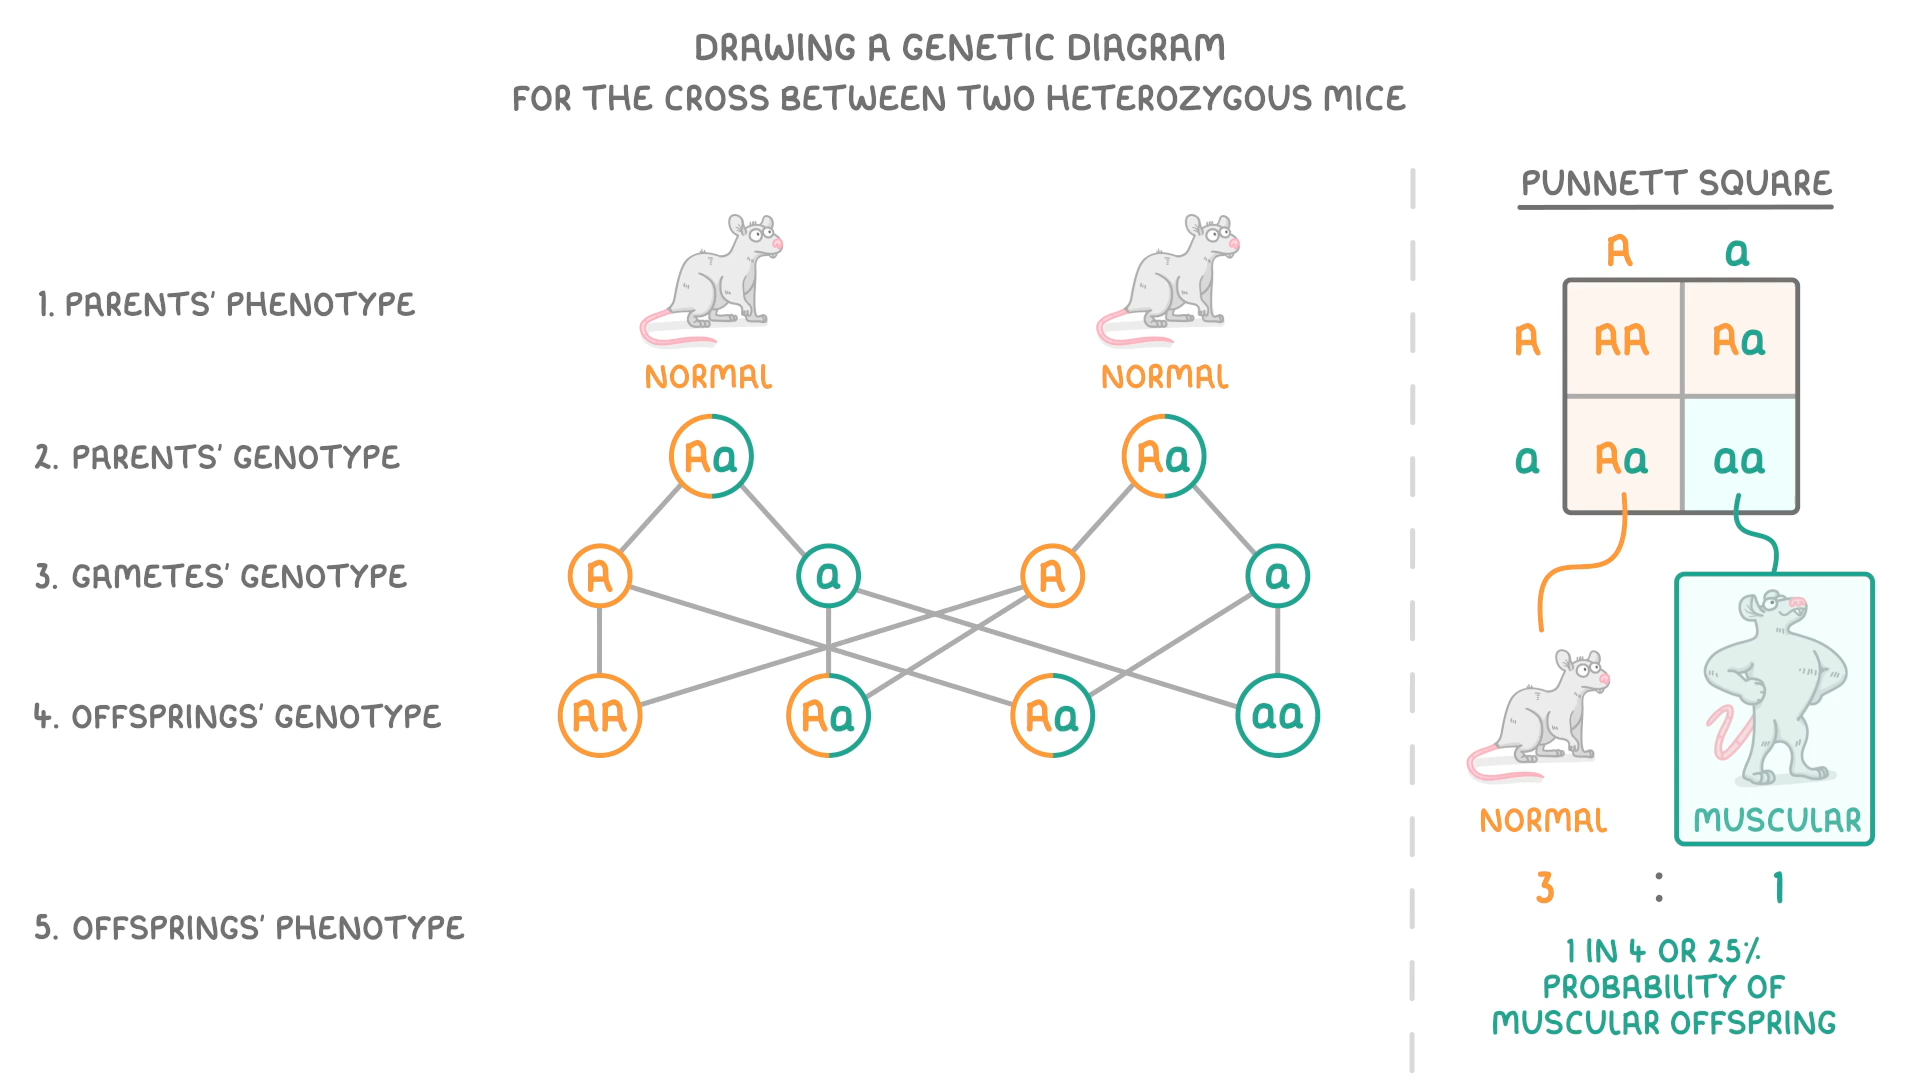 DRAWING A GENETIC DIAGRAM
FOR THE CROSS BETWEEN TWO HETEROZYGOUS MICE
1. PARENTS' PHENOTYPE
NORMAL NORMAL
2. PARENTS' GENOTYPE
Aa Aa
3. GAMETES' GENOTYPE
A a A a
4. OFFSPRINGS' GENOTYPE
AA Aa Aa aa
5. OFFSPRINGS' PHENOTYPE
PUNNETT SQUARE
A a
A AA Aa
a Aa aa
NORMAL MUSCULAR
3 : 1
1 IN 4 OR 25%
PROBABILITY OF
MUSCULAR OFFSPRING